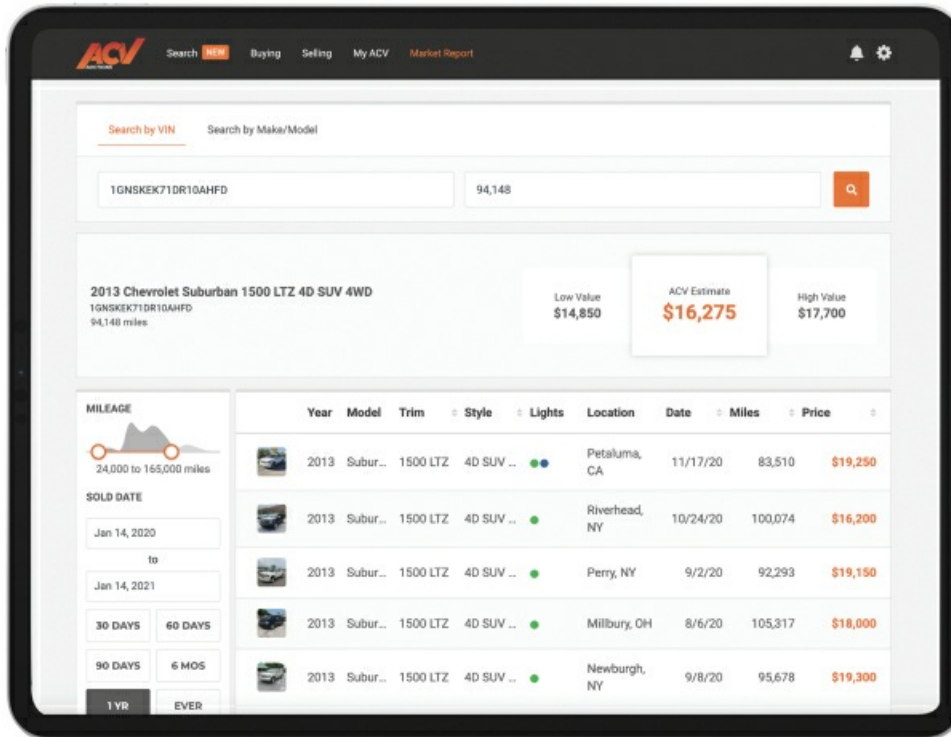 ACV
Search NEW Buying Selling My ACV Market Report
Search by VIN Search by Make/Model
1GNSKEK71DR10AHFD 94,148
2013 Chevrolet Suburban 1500 LTZ 4D SUV 4WD
1GNSKEK71DR10AHFD
94,148 miles
Low Value
$14,850
ACV Estimate
$16,275
High Value
$17,700
MILEAGE
24,000 to 165,000 miles
SOLD DATE
Jan 14, 2020
to
Jan 14, 2021
30 DAYS 60 DAYS
90 DAYS 6 MOS
1 YR EVER
Year Model Trim Style Lights Location Date Miles Price
2013 Subur... 1500 LTZ 4D SUV ... Petaluma, CA 11/17/20 83,510 $19,250
2013 Subur... 1500 LTZ 4D SUV ... Riverhead, NY 10/24/20 100,074 $16,200
2013 Subur... 1500 LTZ 4D SUV ... Perry, NY 9/2/20 92,293 $19,150
2013 Subur... 1500 LTZ 4D SUV ... Millbury, OH 8/6/20 105,317 $18,000
2013 Subur... 1500 LTZ 4D SUV ... Newburgh, NY 9/8/20 95,678 $19,300